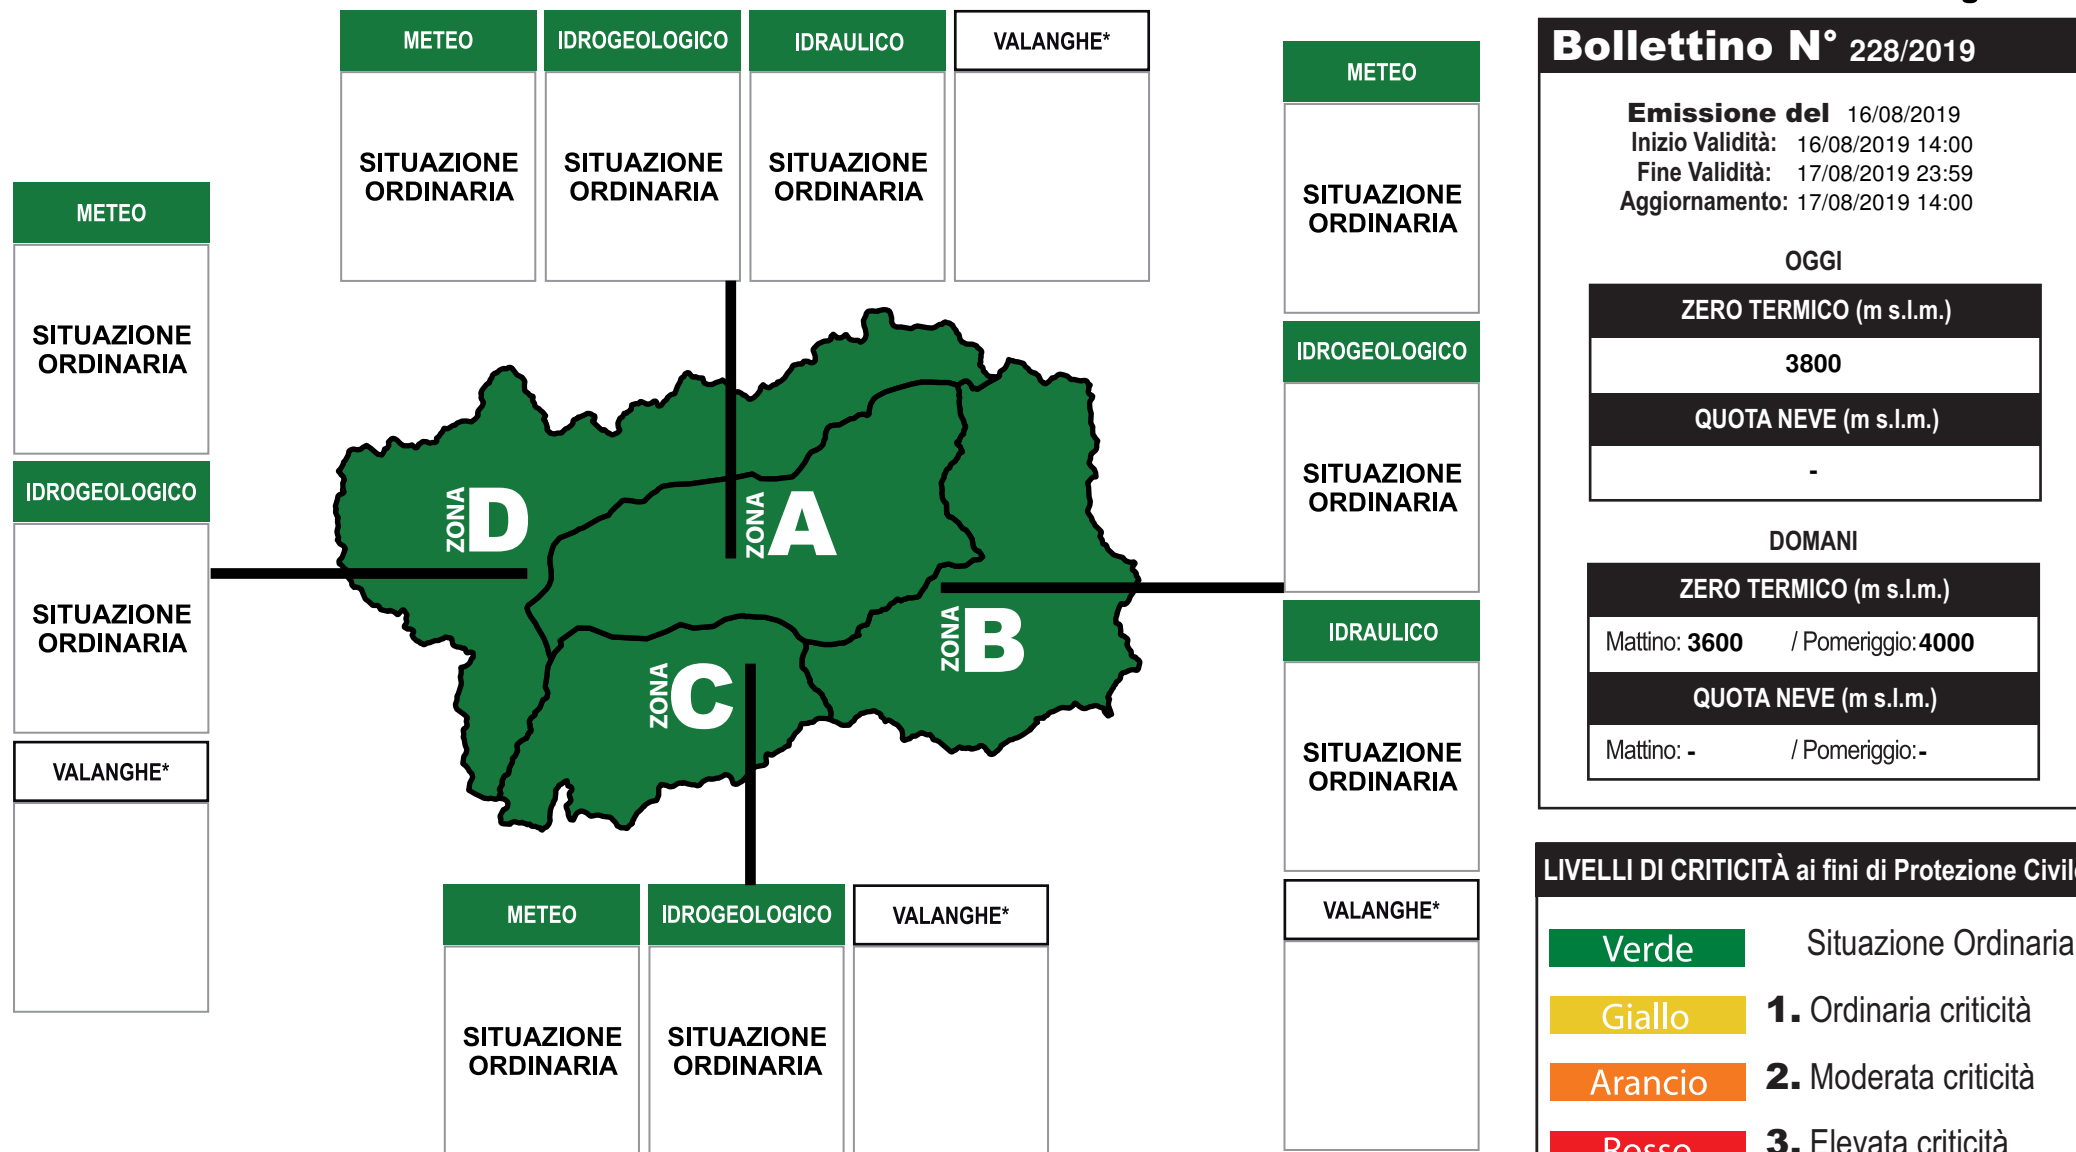 METEO
IDROGEOLOGICO
IDRAULICO
VALANGHE*
SITUAZIONE
ORDINARIA
SITUAZIONE
ORDINARIA
SITUAZIONE
ORDINARIA
METEO
SITUAZIONE
ORDINARIA
IDROGEOLOGICO
SITUAZIONE
ORDINARIA
VALANGHE*
ZONA D
ZONA A
ZONA B
ZONA C
METEO
SITUAZIONE
ORDINARIA
IDROGEOLOGICO
SITUAZIONE
ORDINARIA
IDRAULICO
SITUAZIONE
ORDINARIA
VALANGHE*
METEO
IDROGEOLOGICO
VALANGHE*
SITUAZIONE
ORDINARIA
SITUAZIONE
ORDINARIA
Bollettino N° 228/2019
Emissione del 16/08/2019
Inizio Validità: 16/08/2019 14:00
Fine Validità: 17/08/2019 23:59
Aggiornamento: 17/08/2019 14:00
OGGI
ZERO TERMICO (m s.l.m.)
3800
QUOTA NEVE (m s.l.m.)
-
DOMANI
ZERO TERMICO (m s.l.m.)
Mattino: 3600 / Pomeriggio: 4000
QUOTA NEVE (m s.l.m.)
Mattino: - / Pomeriggio: -
LIVELLI DI CRITICITÀ ai fini di Protezione Civile
Verde Situazione Ordinaria
Giallo 1. Ordinaria criticità
Arancio 2. Moderata criticità
Rosso 3. Elevata criticità